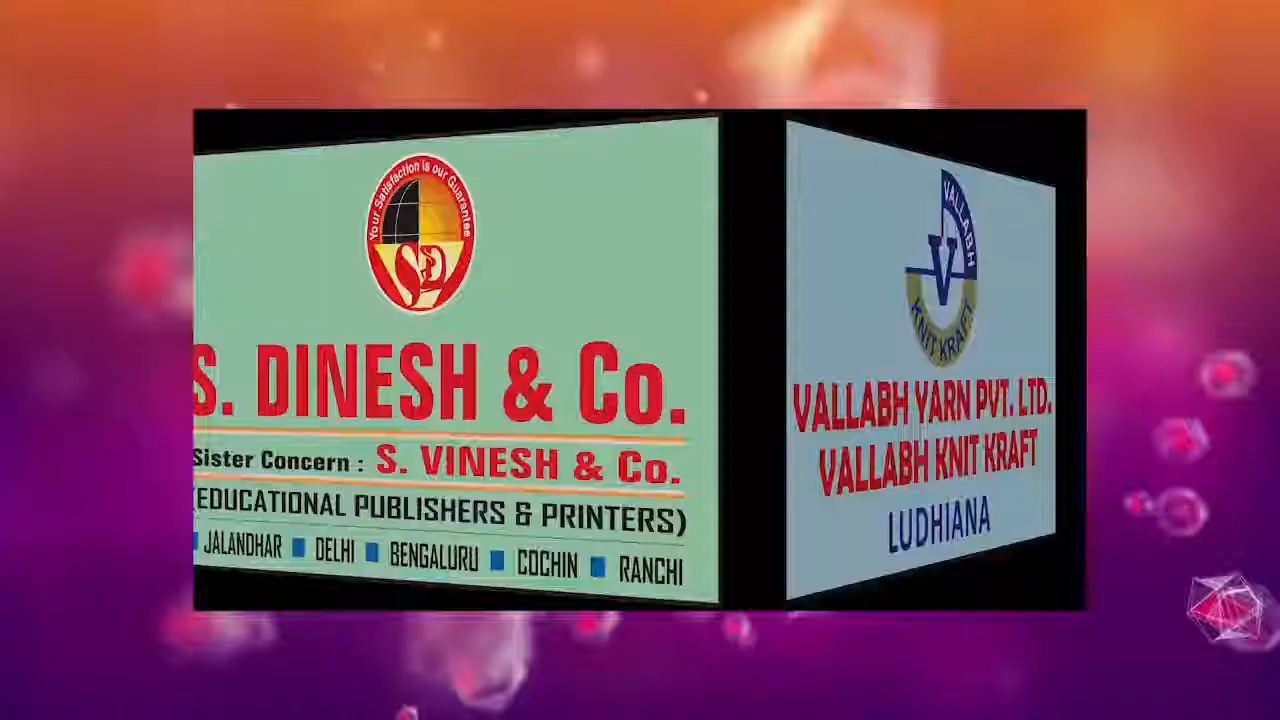 Your Satisfaction is our Guarantee
SD
S. DINESH & Co.
Sister Concern : S. VINESH & Co.
(EDUCATIONAL PUBLISHERS & PRINTERS)
JALANDHAR ■ DELHI ■ BENGALURU ■ COCHIN ■ RANCHI
VALLABH
V
KNIT KRAFT
VALLABH YARN PVT. LTD.
VALLABH KNIT KRAFT
LUDHIANA